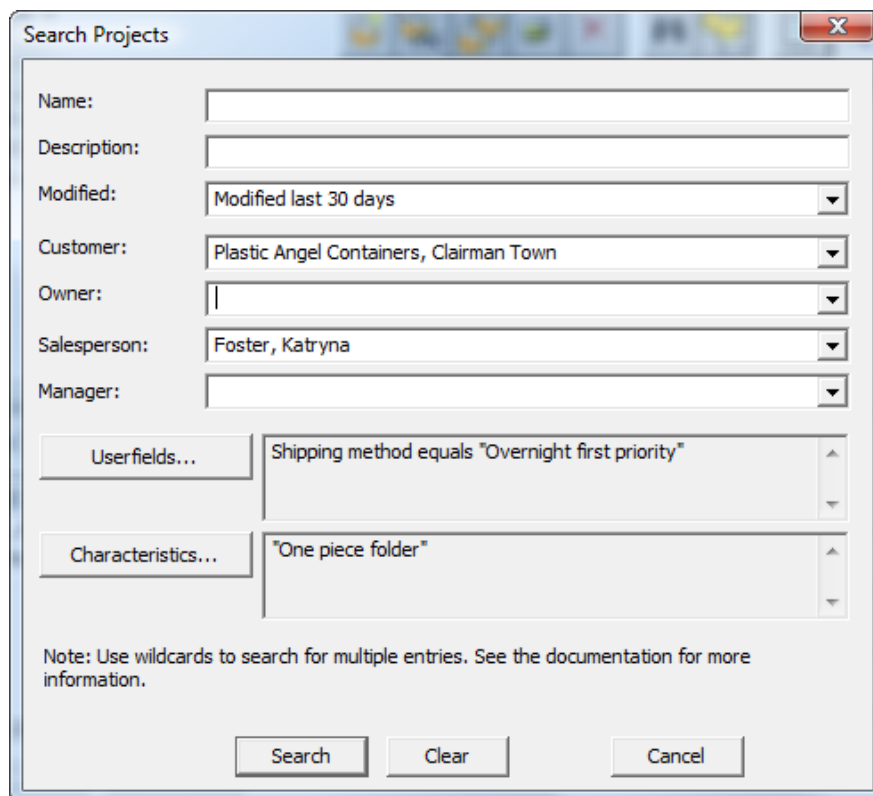 Search Projects
Name:
Description:
Modified: Modified last 30 days
Customer: Plastic Angel Containers, Clairman Town
Owner:
Salesperson: Foster, Katryna
Manager:
Userfields... Shipping method equals "Overnight first priority"
Characteristics... "One piece folder"
Note: Use wildcards to search for multiple entries. See the documentation for more
information.
Search Clear Cancel